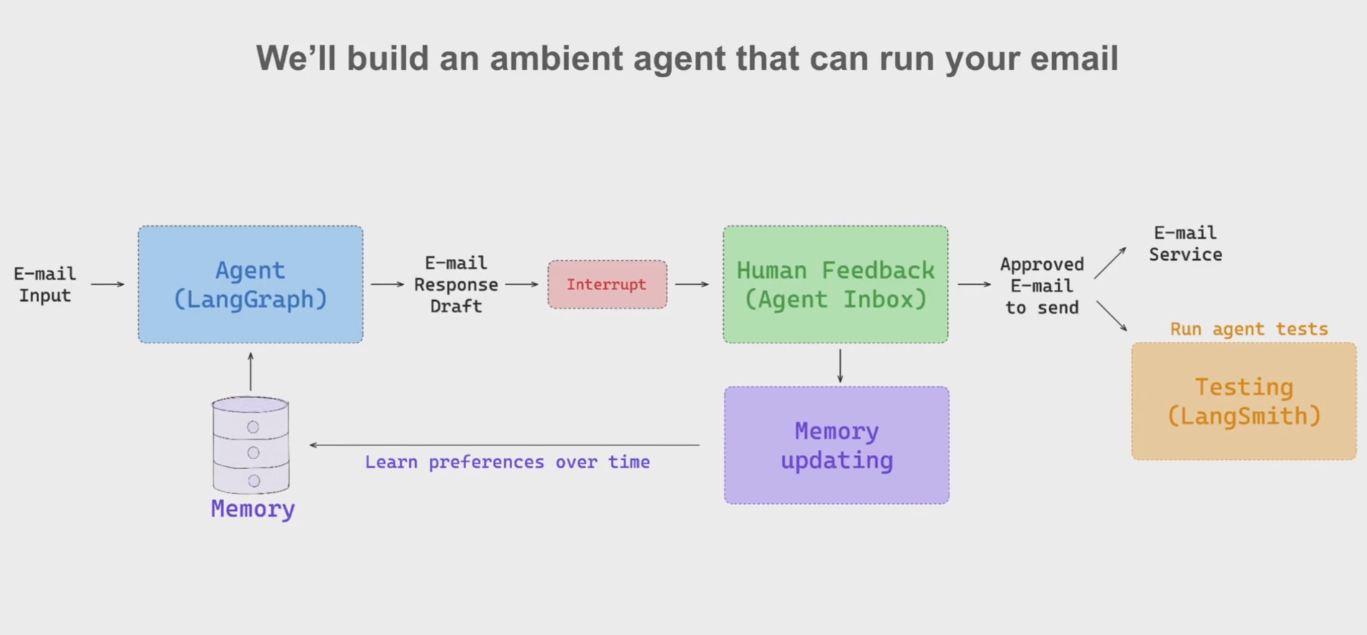 We’ll build an ambient agent that can run your email
E-mail
Input
Agent
(LangGraph)
E-mail
Response
Draft
Interrupt
Human Feedback
(Agent Inbox)
Approved
E-mail
to send
E-mail
Service
Run agent tests
Testing
(LangSmith)
Memory
updating
Learn preferences over time
Memory